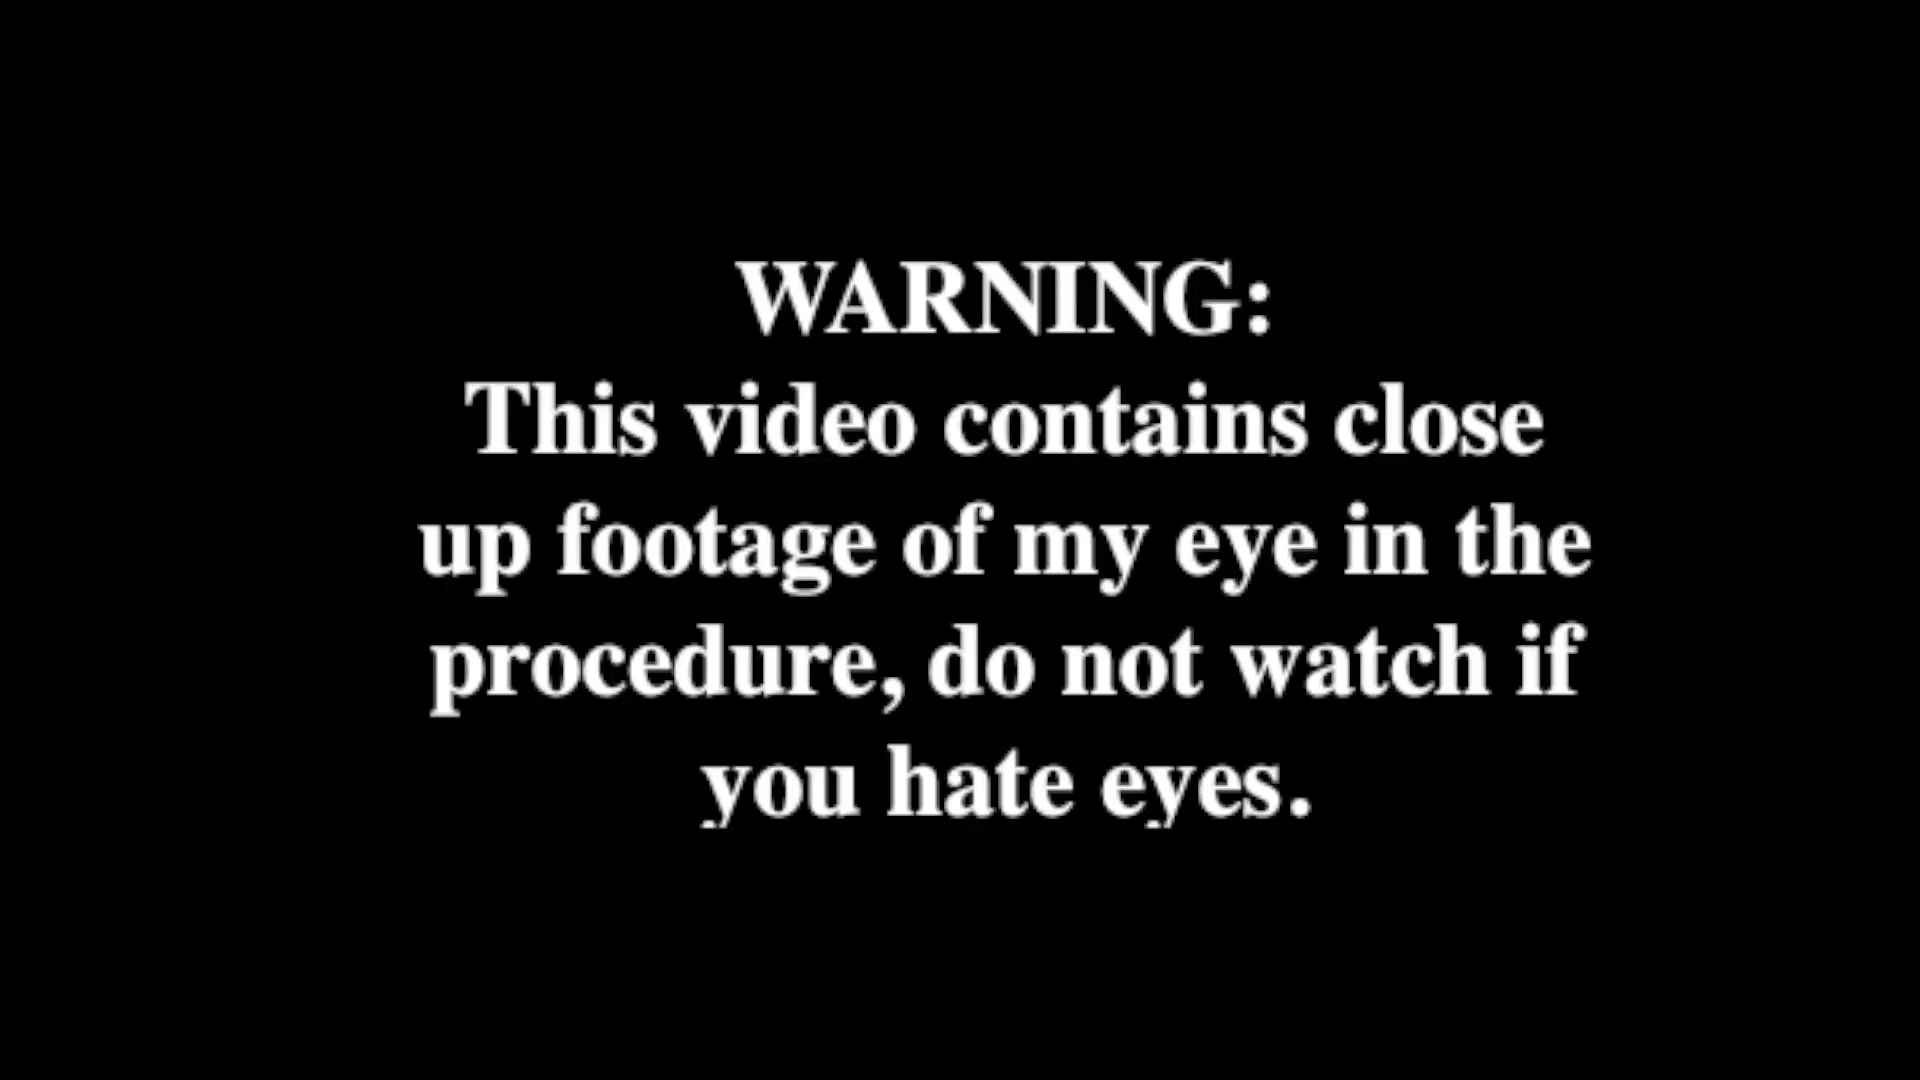 WARNING:
This video contains close
up footage of my eye in the
procedure, do not watch if
you hate eyes.